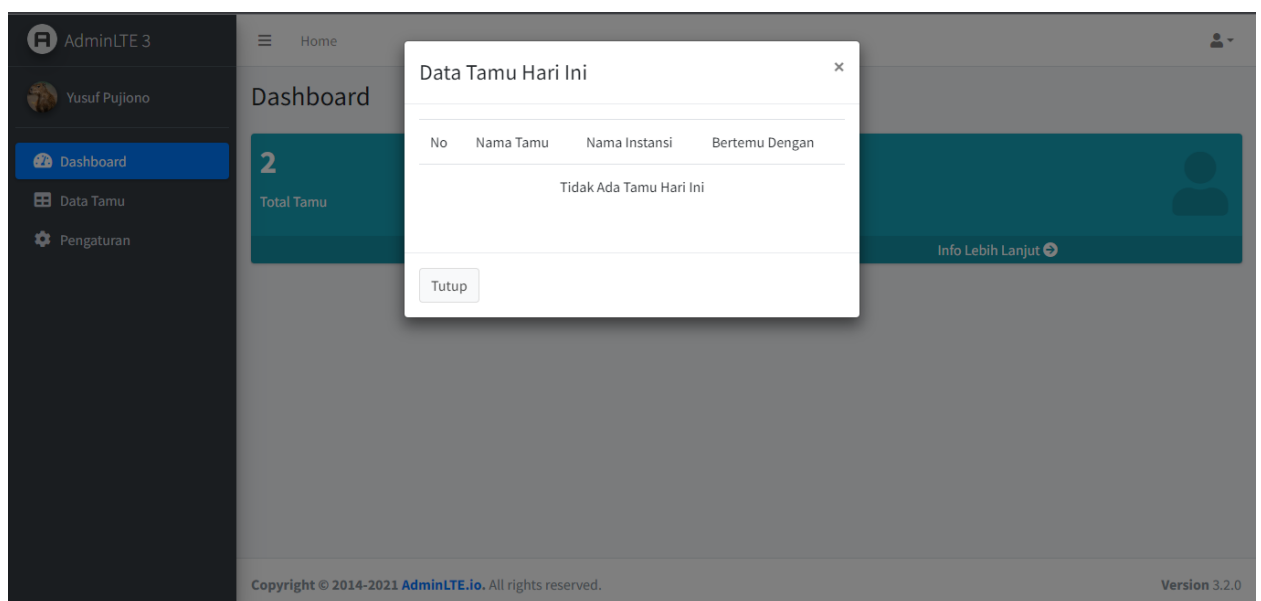 AdminLTE 3
Home
Yusuf Pujiono
Dashboard
Data Tamu
Pengaturan
Dashboard
2
Total Tamu
Info Lebih Lanjut
Data Tamu Hari Ini
×
No Nama Tamu Nama Instansi Bertemu Dengan
Tidak Ada Tamu Hari Ini
Tutup
Copyright © 2014-2021 AdminLTE.io. All rights reserved.
Version 3.2.0